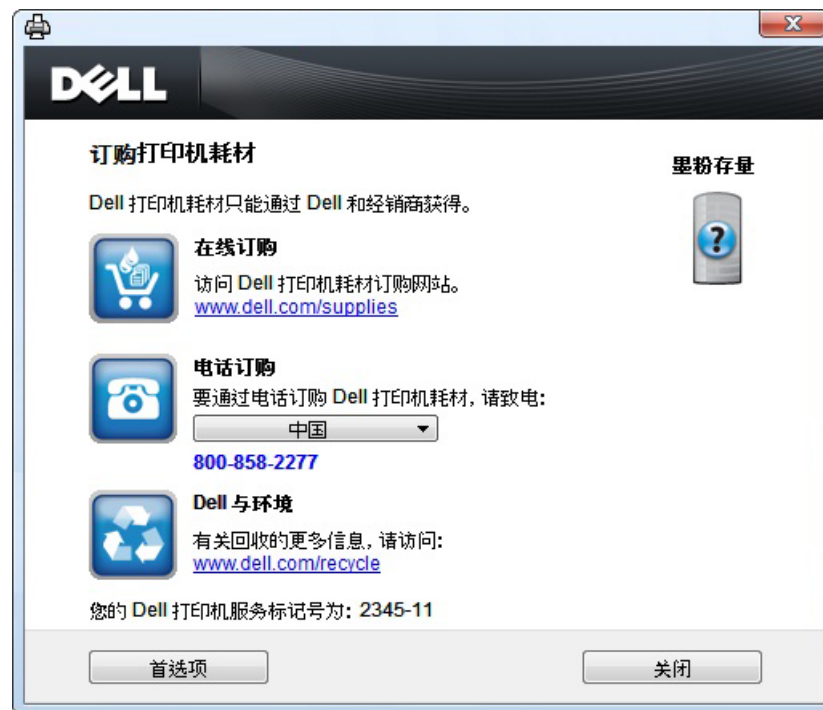 DELL
订购打印机耗材
墨粉存量
Dell 打印机耗材只能通过 Dell 和经销商获得。
?
在线订购
访问 Dell 打印机耗材订购网站。
www.dell.com/supplies
电话订购
要通过电话订购 Dell 打印机耗材, 请致电:
中国
800-858-2277
Dell 与环境
有关回收的更多信息, 请访问:
www.dell.com/recycle
您的 Dell 打印机服务标记号为: 2345-11
首选项
关闭